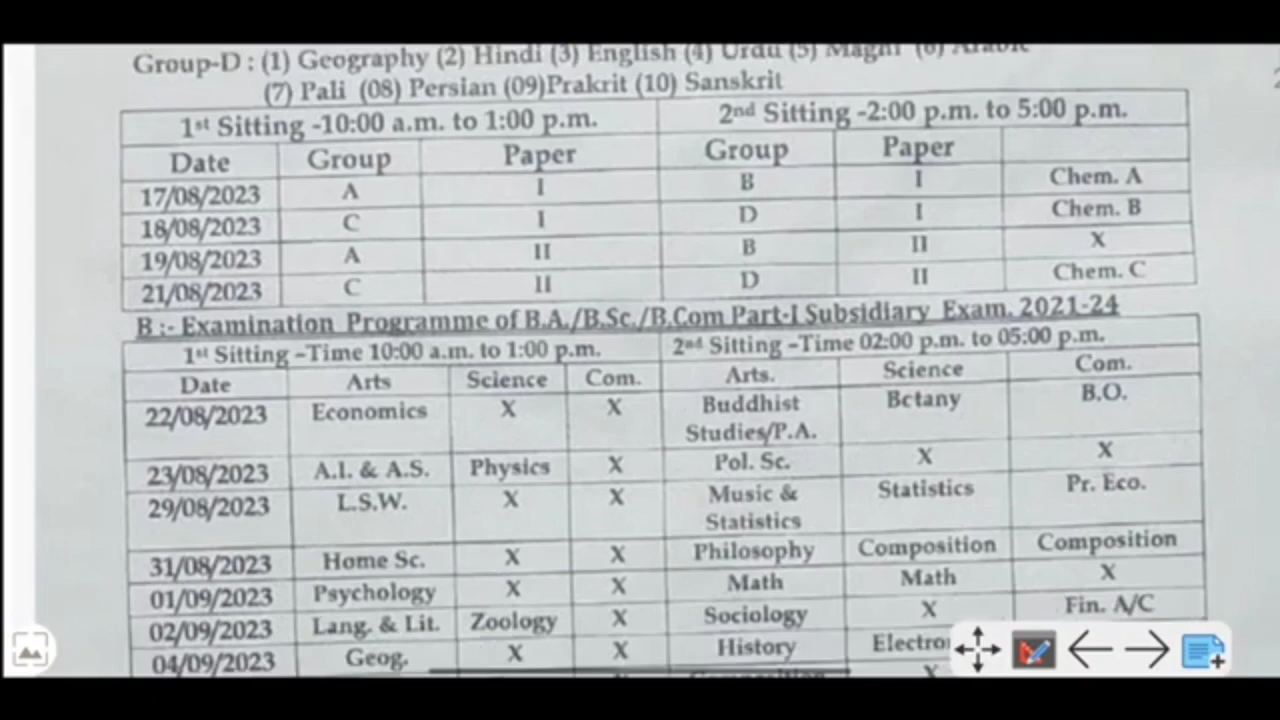 Group-D : (1) Geography (2) Hindi (3) English (4) Urdu (5) Maghi (6) Arabic
(7) Pali (08) Persian (09)Prakrit (10) Sanskrit
1st Sitting -10:00 a.m. to 1:00 p.m. 2nd Sitting -2:00 p.m. to 5:00 p.m.
Date Group Paper Group Paper
17/08/2023 A I B I Chem. A
18/08/2023 C I D I Chem. B
19/08/2023 A II B II X
21/08/2023 C II D II Chem. C
B :- Examination Programme of B.A./B.Sc./B.Com Part-I Subsidiary Exam. 2021-24
1st Sitting -Time 10:00 a.m. to 1:00 p.m. 2nd Sitting -Time 02:00 p.m. to 05:00 p.m.
Date Arts Science Com. Arts. Science Com.
22/08/2023 Economics X X Buddhist Bctany B.O.
Studies/P.A.
23/08/2023 A.I. & A.S. Physics X Pol. Sc. X X
29/08/2023 L.S.W. X X Music & Statistics Pr. Eco.
Statistics
31/08/2023 Home Sc. X X Philosophy Composition Composition
01/09/2023 Psychology X X Math Math X
02/09/2023 Lang. & Lit. Zoology X Sociology X Fin. A/C
04/09/2023 Geog. X X History Electron